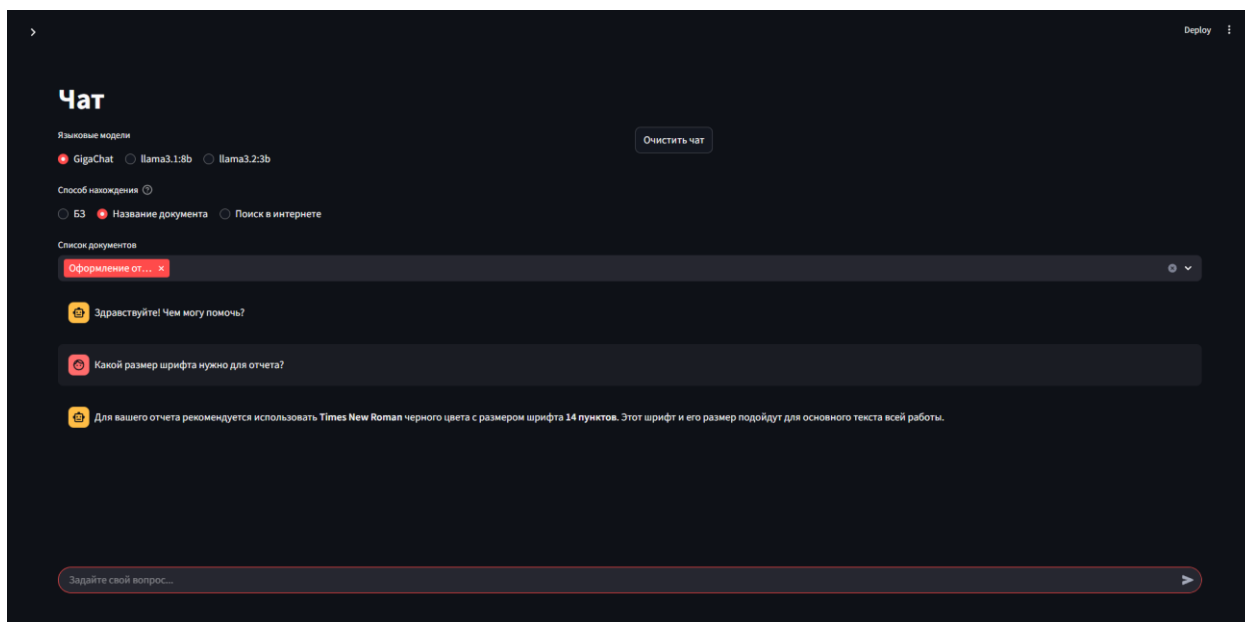 Deploy
Чат
Языковые модели
Очистить чат
GigaChat llama3.1:8b llama3.2:3b
Способ нахождения
БЗ Название документа Поиск в интернете
Список документов
Оформление от... ×
Здравствуйте! Чем могу помочь?
Какой размер шрифта нужно для отчета?
Для вашего отчета рекомендуется использовать Times New Roman черного цвета с размером шрифта 14 пунктов. Этот шрифт и его размер подойдут для основного текста всей работы.
Задайте свой вопрос...